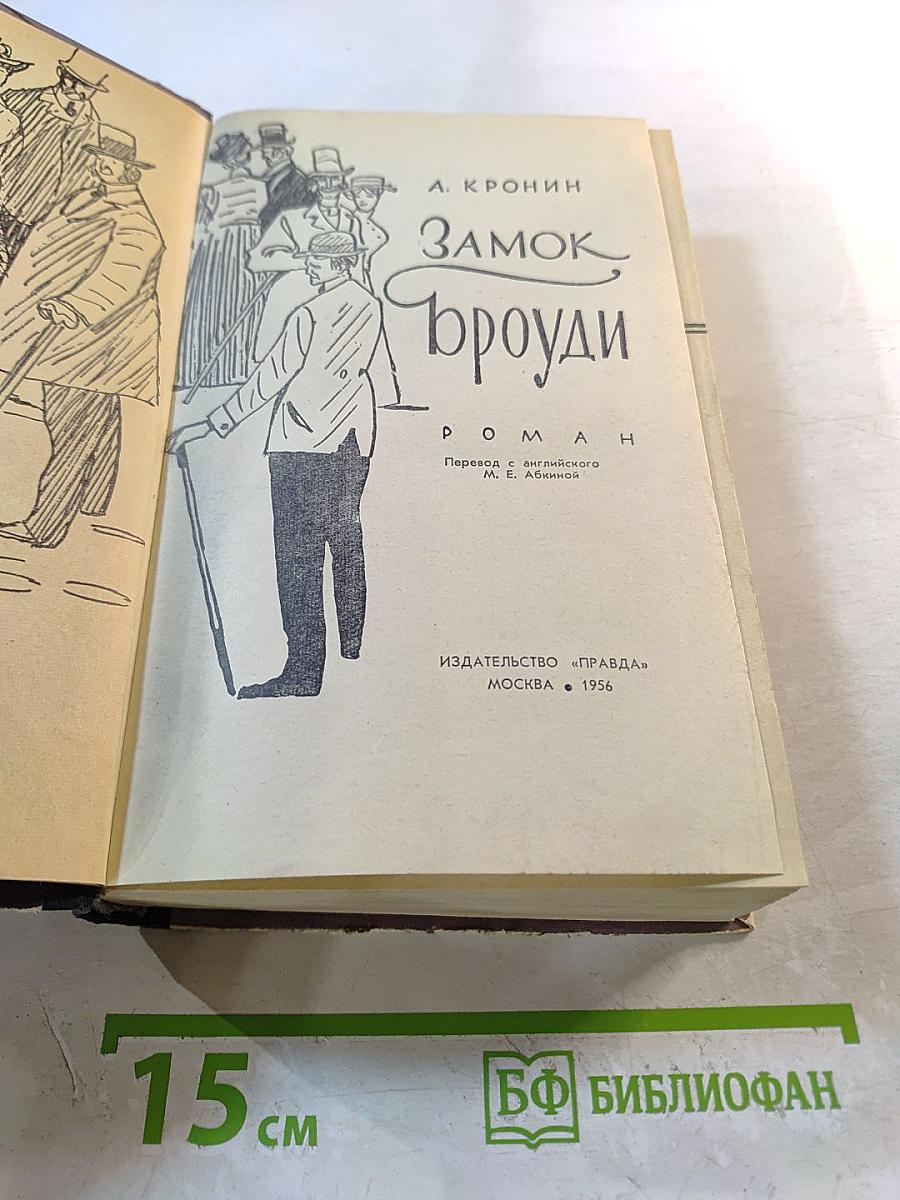 А. КРОНИН
ЗАМОК
БРОУДИ
РОМАН
Перевод с английского
М. Е. Абкиной
ИЗДАТЕЛЬСТВО «ПРАВДА»
МОСКВА • 1956
15 см
БФ БИБЛИОФАН